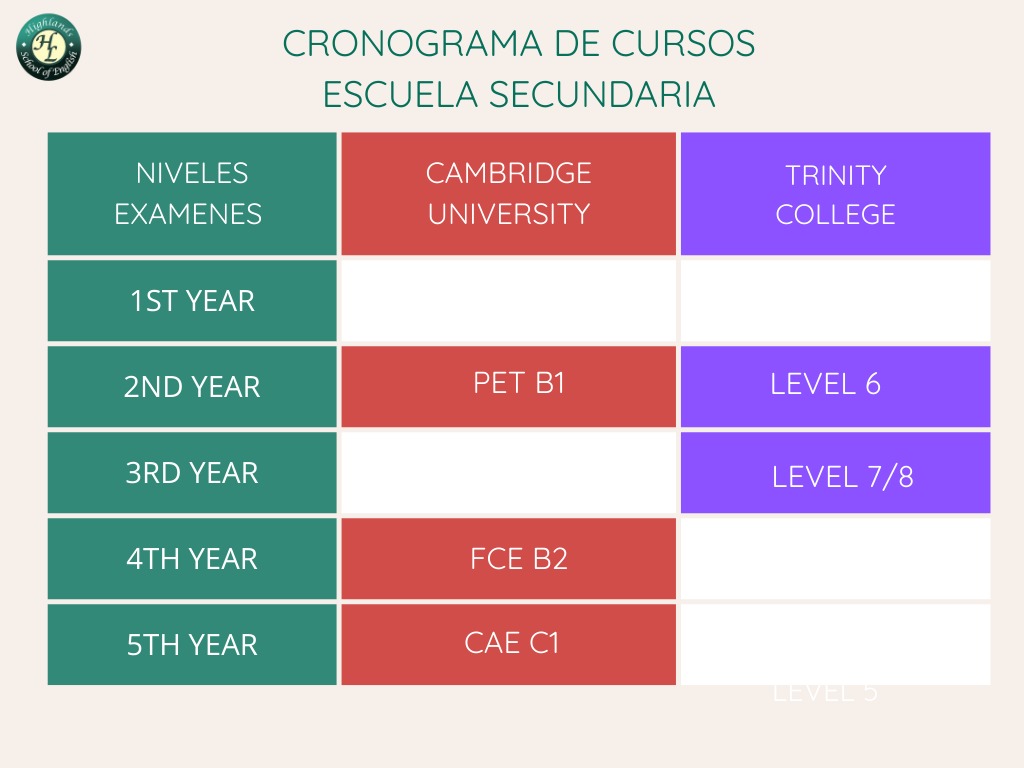 Highlands
HL
School of English
CRONOGRAMA DE CURSOS
ESCUELA SECUNDARIA
NIVELES
EXAMENES
CAMBRIDGE
UNIVERSITY
TRINITY
COLLEGE
1ST YEAR
2ND YEAR
PET B1
LEVEL 6
3RD YEAR
LEVEL 7/8
4TH YEAR
FCE B2
5TH YEAR
CAE C1
LEVEL 5